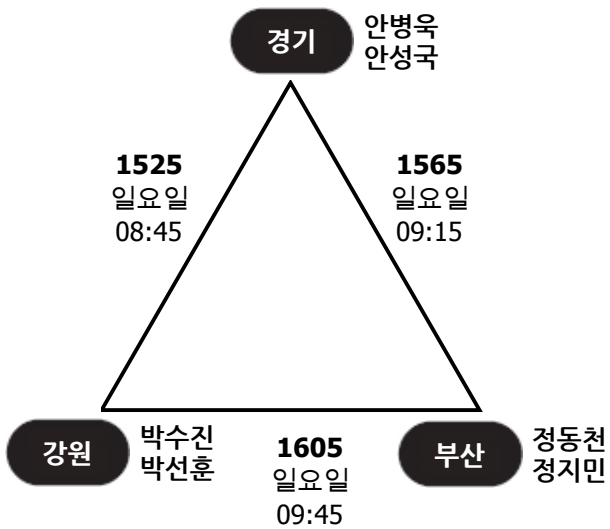 경기
안병욱
안성국
1525
일요일
08:45
1565
일요일
09:15
강원
박수진
박선훈
1605
일요일
09:45
부산
정동천
정지민